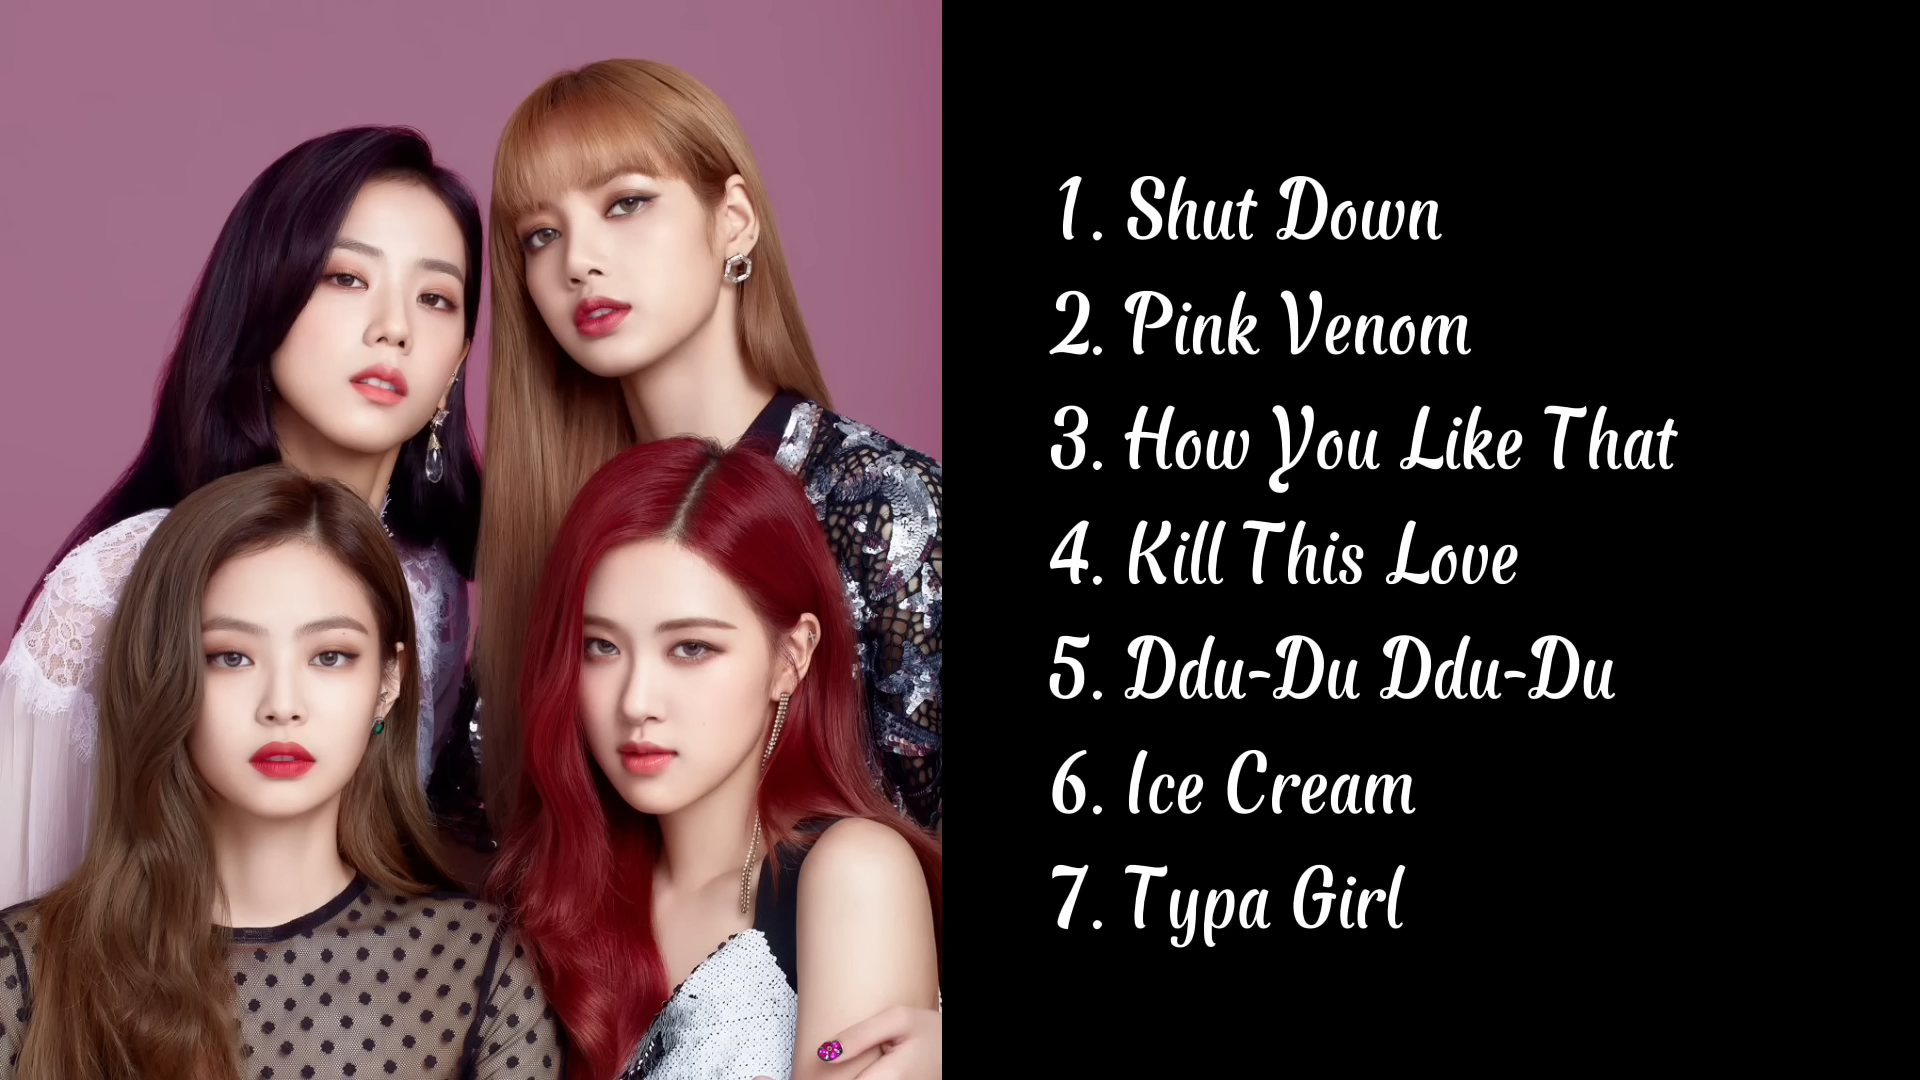 1. Shut Down
2. Pink Venom
3. How You Like That
4. Kill This Love
5. Ddu-Du Ddu-Du
6. Ice Cream
7. Typa Girl